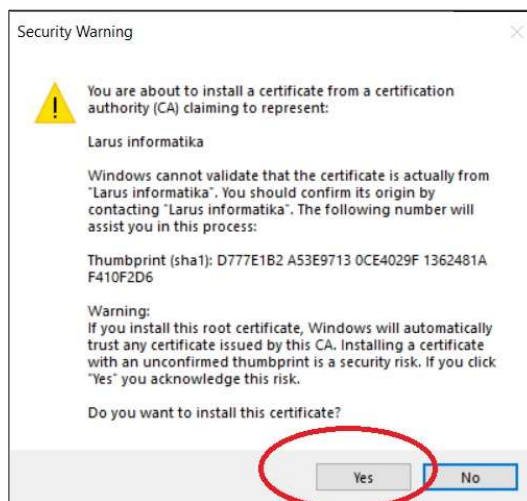 Security Warning
You are about to install a certificate from a certification
authority (CA) claiming to represent:
Larus informatika
Windows cannot validate that the certificate is actually from
"Larus informatika". You should confirm its origin by
contacting "Larus informatika". The following number will
assist you in this process:
Thumbprint (sha1): D777E1B2 A53E9713 0CE4029F 1362481A
F410F2D6
Warning:
If you install this root certificate, Windows will automatically
trust any certificate issued by this CA. Installing a certificate
with an unconfirmed thumbprint is a security risk. If you click
"Yes" you acknowledge this risk.
Do you want to install this certificate?
Yes No